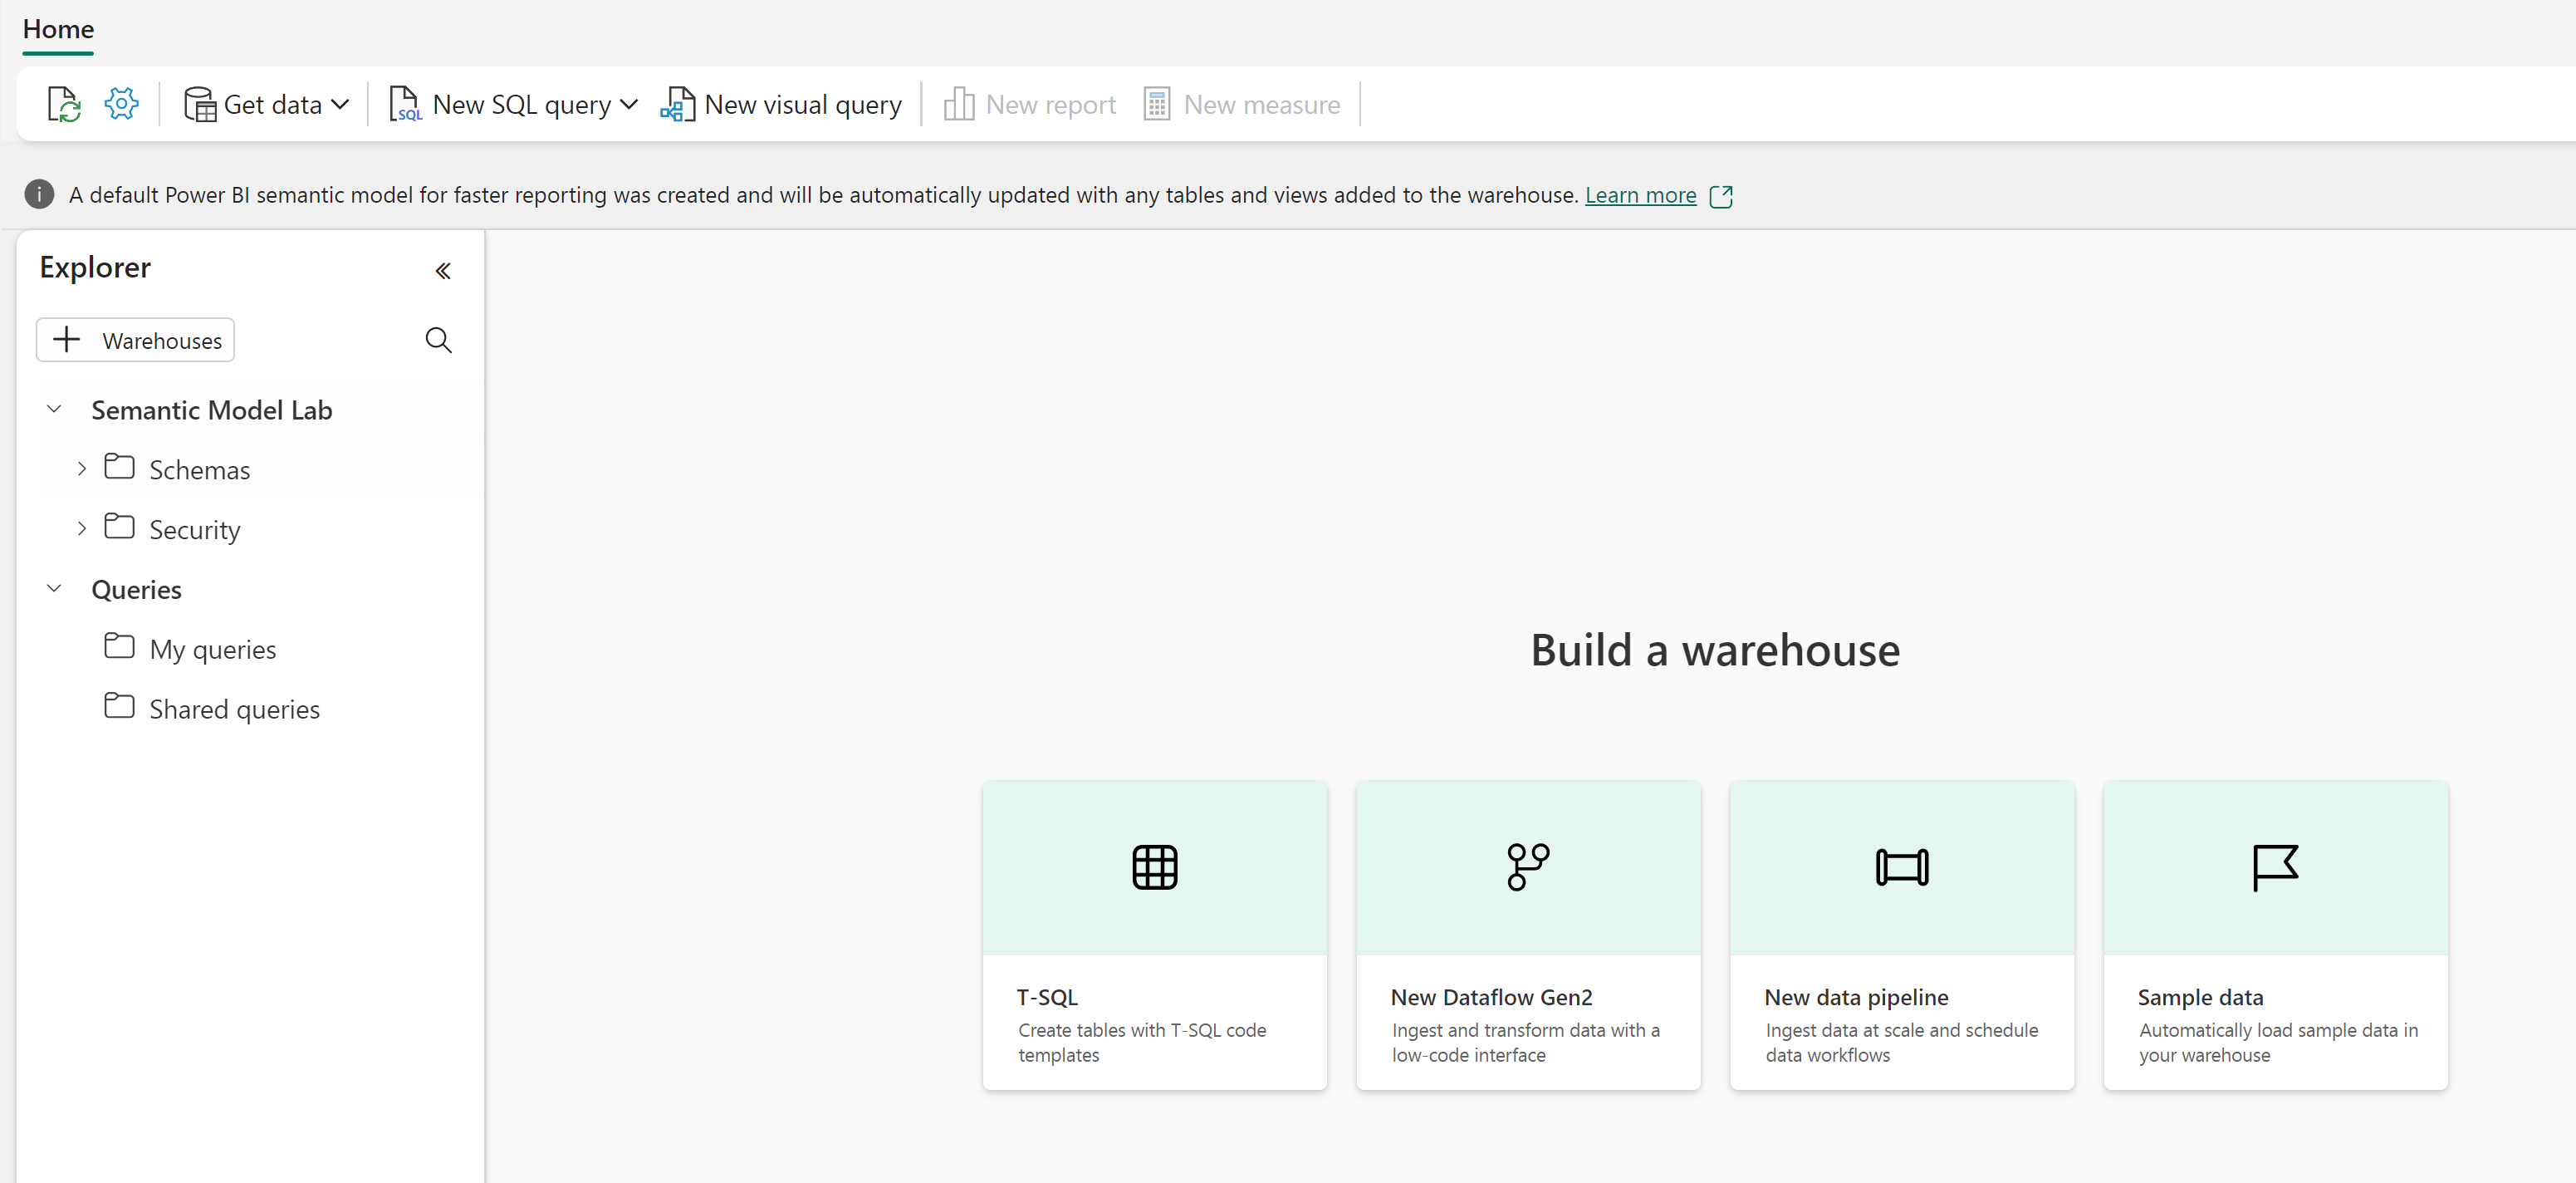 Home
Get data
SQL New SQL query
New visual query
New report
New measure
A default Power BI semantic model for faster reporting was created and will be automatically updated with any tables and views added to the warehouse. Learn more
Explorer
Warehouses
Semantic Model Lab
Schemas
Security
Queries
My queries
Shared queries
Build a warehouse
T-SQL
Create tables with T-SQL code
templates
New Dataflow Gen2
Ingest and transform data with a
low-code interface
New data pipeline
Ingest data at scale and schedule
data workflows
Sample data
Automatically load sample data in
your warehouse